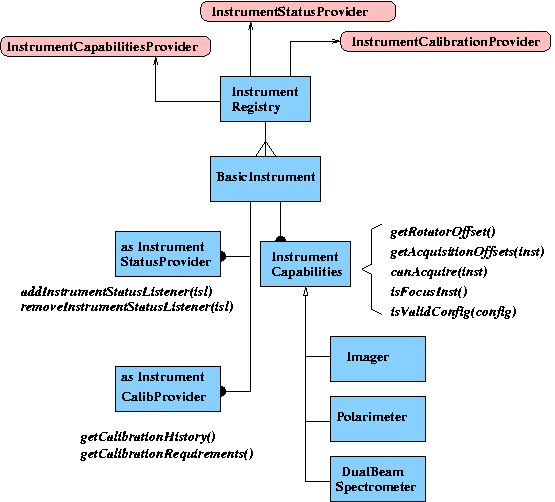 InstrumentStatusProvider
InstrumentCapabilitiesProvider
InstrumentCalibrationProvider
Instrument
Registry
BasicInstrument
as Instrument
StatusProvider
addInstrumentStatusListener(isl)
removeInstrumentStatusListener(isl)
Instrument
Capabilities
getRotatorOffset()
getAcquisitionOffsets(inst)
canAcquire(inst)
isFocusInst()
isValidConfig(config)
Imager
as Instrument
CalibProvider
getCalibrationHistory()
getCalibrationRequirements()
Polarimeter
DualBeam
Spectrometer